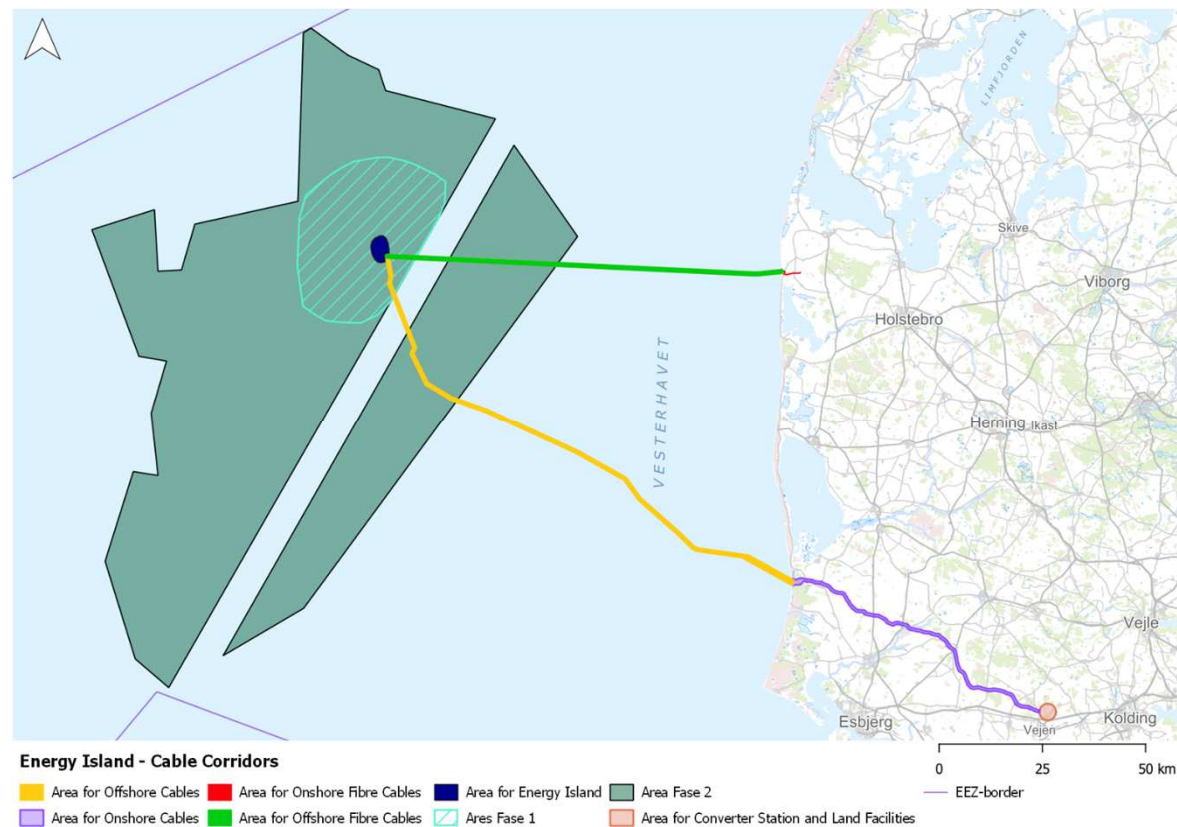 LIMFJORDEN
Skive
Viborg
Holstebro
VESTERHAVET
Herning
Ikast
Vejle
Esbjerg
Vejen
Kolding
Energy Island - Cable Corridors
0 25 50 km
Area for Offshore Cables Area for Onshore Fibre Cables Area for Energy Island Area Fase 2 EEZ-border
Area for Onshore Cables Area for Offshore Fibre Cables Ares Fase 1 Area for Converter Station and Land Facilities